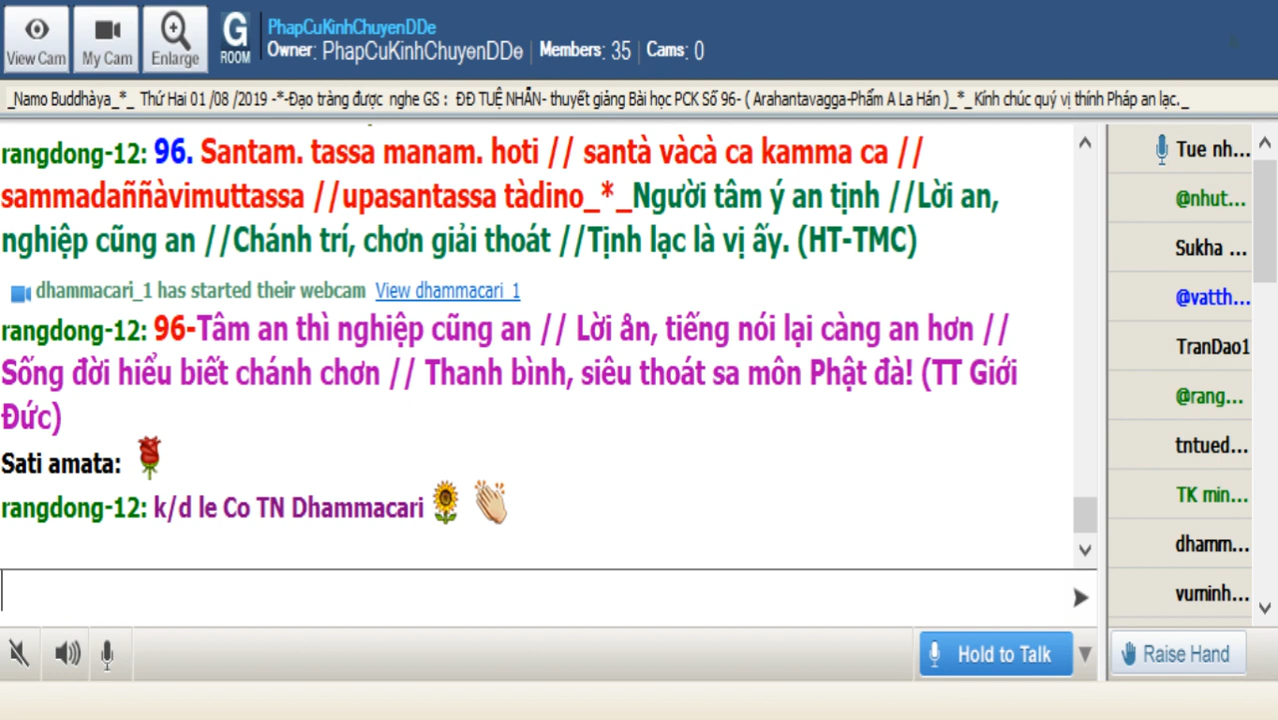 View Cam
My Cam
Enlarge
G
ROOM
PhapCuKinhChuyenDDe
Owner: PhapCuKinhChuyenDDe | Members: 35 | Cams: 0
_Namo Buddhàya_*_ Thứ Hai 01 /08 /2019 -*-Đạo tràng được nghe GS : ĐĐ TUỆ NHẪN- thuyết giảng Bài học PCK Số 96- ( Arahantavagga-Phẩm A La Hán )_*_ Kính chúc quý vị thính Pháp an lạc._
rangdong-12: 96. Santam. tassa manam. hoti // santà vàcà ca kamma ca //
sammadaññàvimuttassa //upasantassa tàdino_*_Người tâm ý an tịnh //Lời an,
nghiệp cũng an //Chánh trí, chơn giải thoát //Tịnh lạc là vị ấy. (HT-TMC)
dhammacari_1 has started their webcam View dhammacari_1
rangdong-12: 96-Tâm an thì nghiệp cũng an // Lời ân, tiếng nói lại càng an hơn //
Sống đời hiểu biết chánh chơn // Thanh bình, siêu thoát sa môn Phật đà! (TT Giới
Đức)
Sati amata:
rangdong-12: k/d le Co TN Dhammacari
Tue nh...
@nhut...
Sukha ...
@vatth...
TranDao1
@rang...
tntued...
TK min...
dhamm...
vuminh...
Hold to Talk
Raise Hand